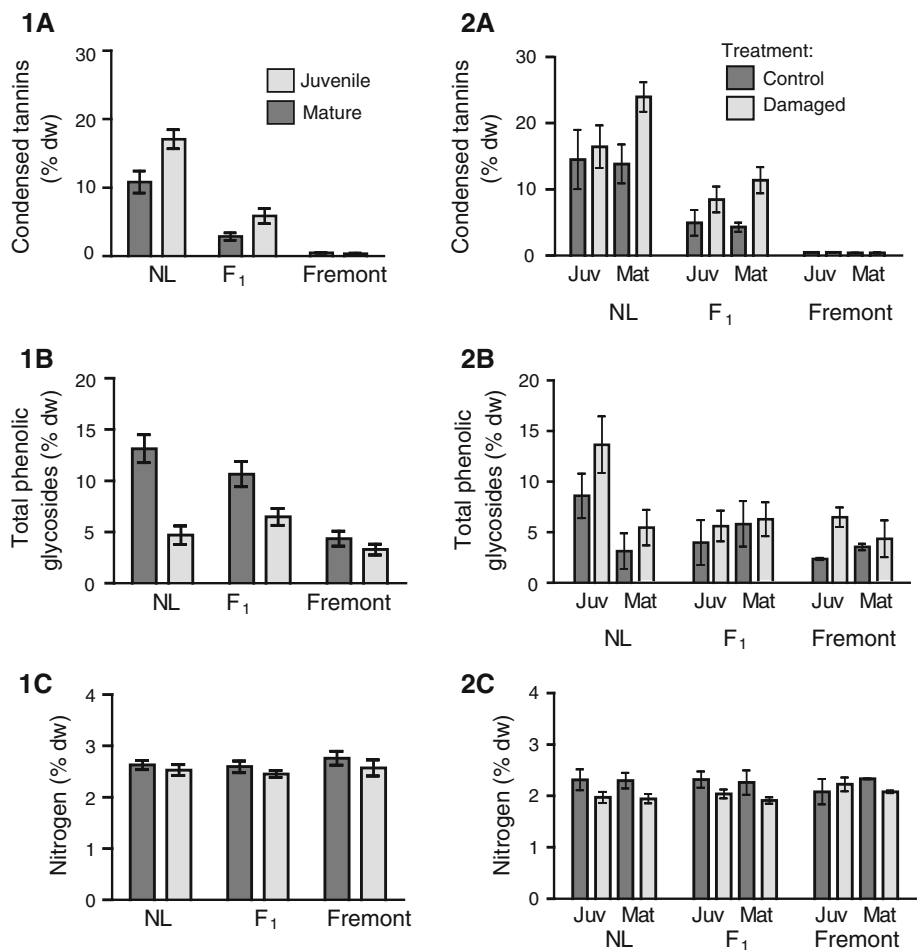 1A
Condensed tannins
(% dw)
30
20
10
0
Juvenile
Mature
NL
F1
Fremont
2A
Condensed tannins
(% dw)
30
20
10
0
Treatment:
Control
Damaged
Juv Mat
Juv Mat
Juv Mat
NL
F1
Fremont
1B
Total phenolic
glycosides (% dw)
20
15
10
5
0
NL
F1
Fremont
2B
Total phenolic
glycosides (% dw)
20
15
10
5
0
Juv Mat
Juv Mat
Juv Mat
NL
F1
Fremont
1C
Nitrogen (% dw)
4
3
2
1
0
NL
F1
Fremont
2C
Nitrogen (% dw)
4
3
2
1
0
Juv Mat
Juv Mat
Juv Mat
NL
F1
Fremont